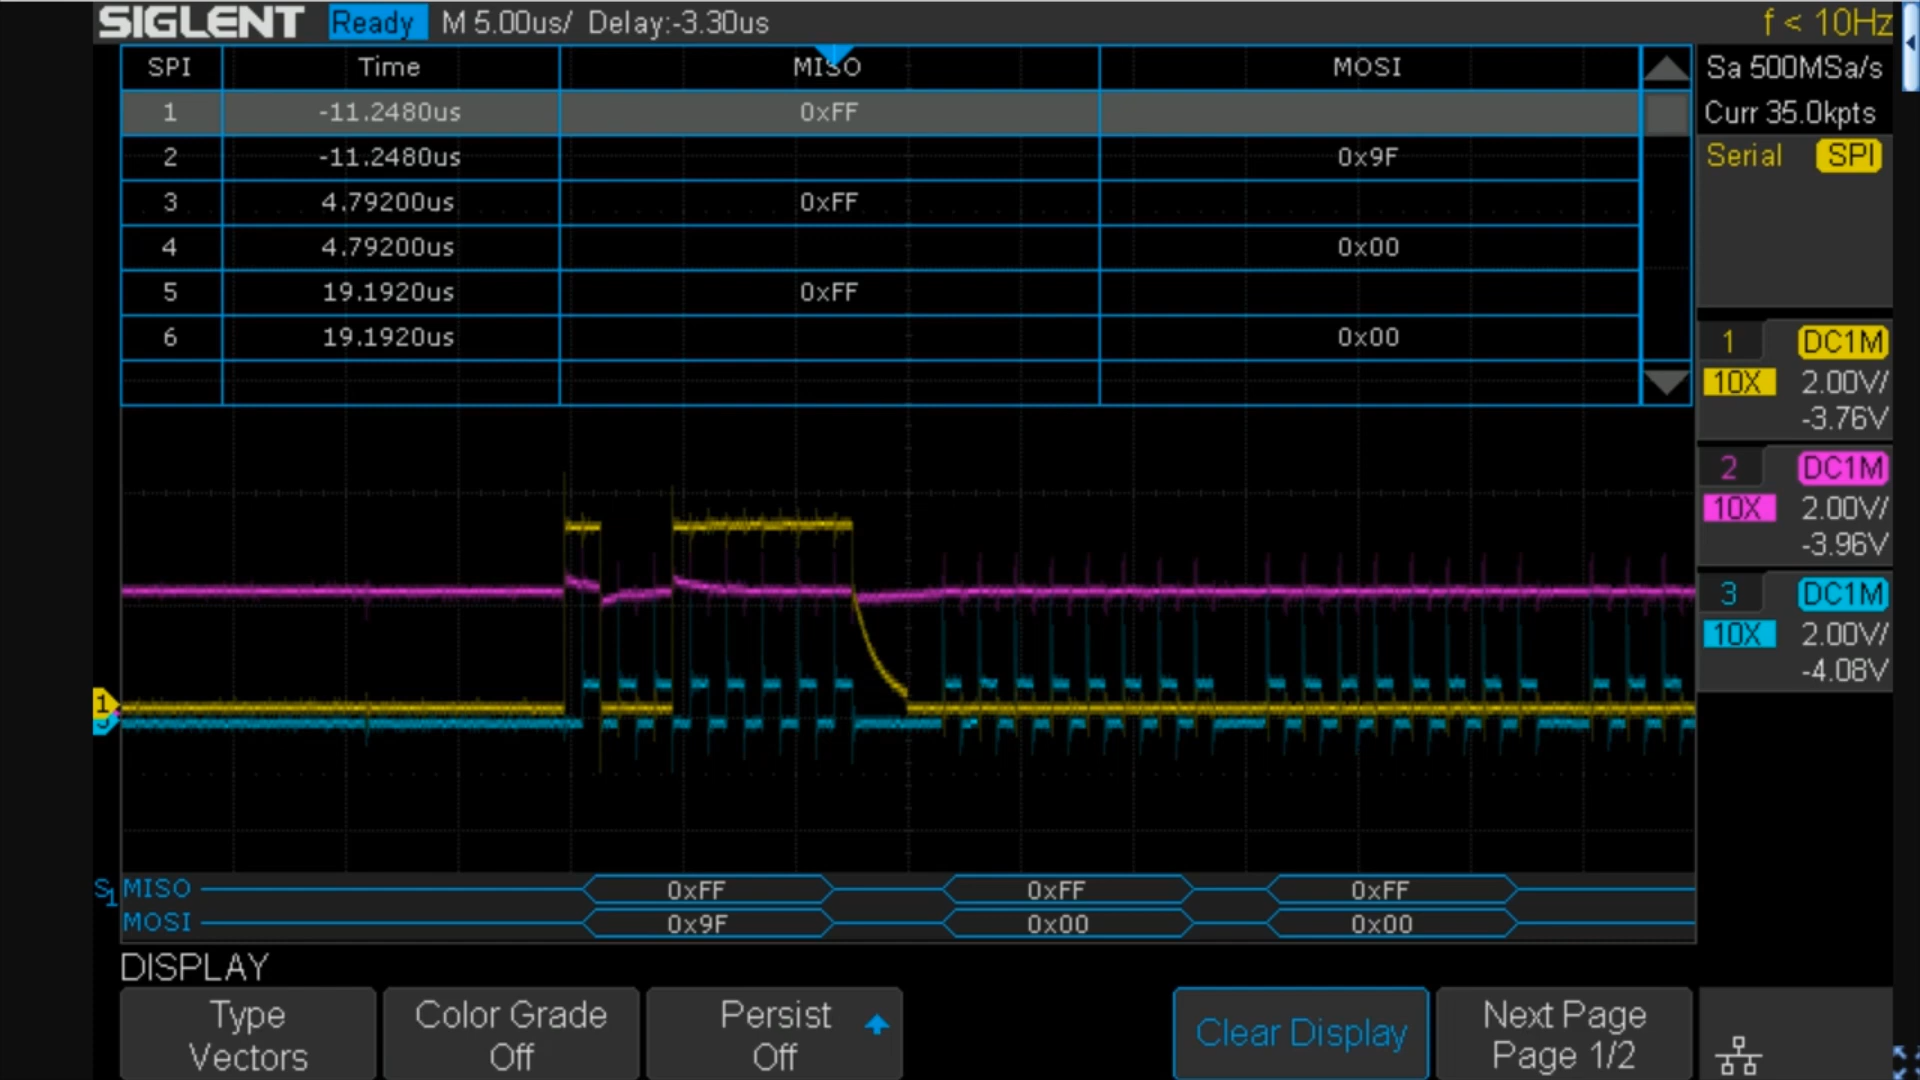 SIGLENT Ready M 5.00us/ Delay:-3.30us f < 10Hz
SPI Time MISO MOSI
Sa 500MSa/s
Curr 35.0kpts
1 -11.2480us 0xFF
2 -11.2480us 0x9F
Serial SPI
3 4.79200us 0xFF
4 4.79200us 0x00
5 19.1920us 0xFF
6 19.1920us 0x00
1 DC1M
10X 2.00V/
-3.76V
2 DC1M
10X 2.00V/
-3.96V
3 DC1M
10X 2.00V/
-4.08V
1
S1 MISO 0xFF 0xFF 0xFF
MOSI 0x9F 0x00 0x00
DISPLAY
Type
Vectors
Color Grade
Off
Persist
Off
Clear Display
Next Page
Page 1/2